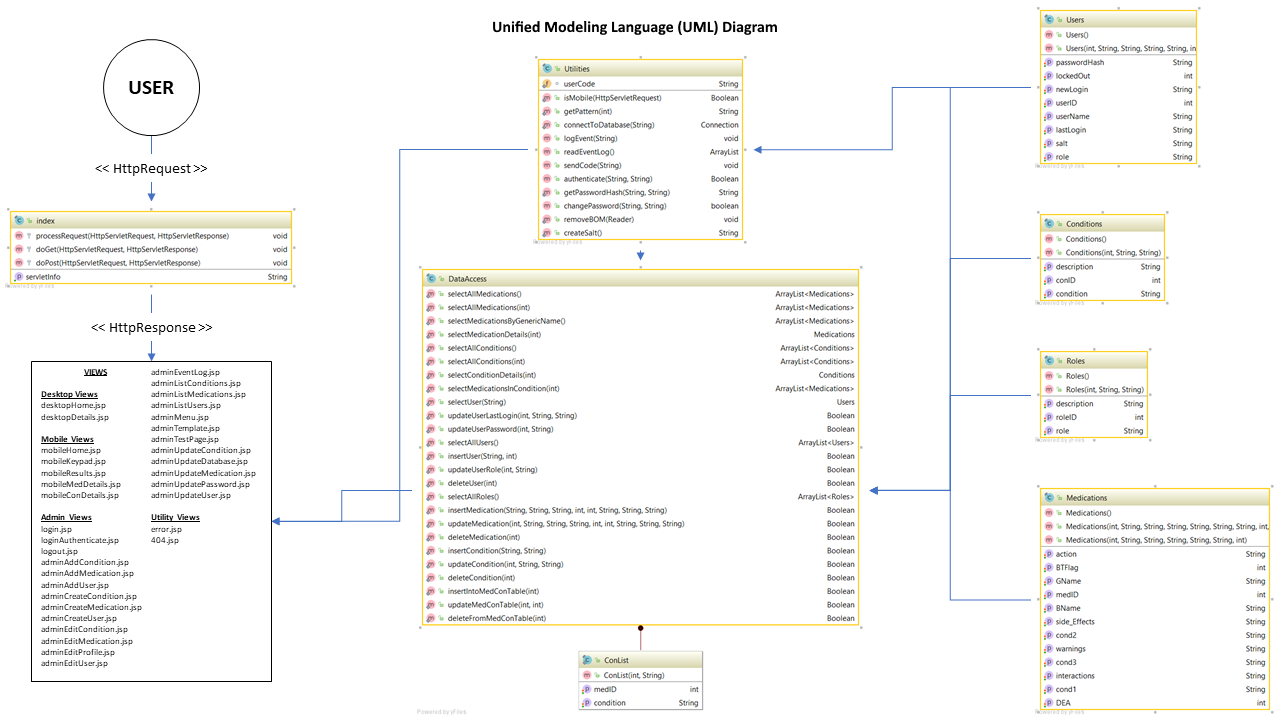 Unified Modeling Language (UML) Diagram
USER
<< HttpRequest >>
index
processRequest(HttpServletRequest, HttpServletResponse) void
doGet(HttpServletRequest, HttpServletResponse) void
doPost(HttpServletRequest, HttpServletResponse) void
servletInfo String
Powered by yFiles
<< HttpResponse >>
VIEWS
Desktop Views
desktopHome.jsp
desktopDetails.jsp
Mobile Views
mobileHome.jsp
mobileKeypad.jsp
mobileResults.jsp
mobileMedDetails.jsp
mobileConDetails.jsp
Admin Views
login.jsp
loginAuthenticate.jsp
logout.jsp
adminAddCondition.jsp
adminAddMedication.jsp
adminAddUser.jsp
adminCreateCondition.jsp
adminCreateMedication.jsp
adminCreateUser.jsp
adminEditCondition.jsp
adminEditMedication.jsp
adminEditProfile.jsp
adminEditUser.jsp
adminEventLog.jsp
adminListConditions.jsp
adminListMedications.jsp
adminListUsers.jsp
adminMenu.jsp
adminTemplate.jsp
adminTestPage.jsp
adminUpdateCondition.jsp
adminUpdateDatabase.jsp
adminUpdateMedication.jsp
adminUpdatePassword.jsp
adminUpdateUser.jsp
Utility Views
error.jsp
404.jsp
Utilities
userCode String
isMobile(HttpServletRequest) Boolean
getPattern(int) String
connectToDatabase(String) Connection
logEvent(String) void
readEventLog() ArrayList
sendCode(String) void
authenticate(String, String) Boolean
getPasswordHash(String, String) String
changePassword(String, String) boolean
removeBOM(Reader) void
createSalt() String
Powered by yFiles
DataAccess
selectAllMedications() ArrayList<Medications>
selectAllMedications(int) ArrayList<Medications>
selectMedicationsByGenericName() ArrayList<Medications>
selectMedicationDetails(int) Medications
selectAllConditions() ArrayList<Conditions>
selectAllConditions(int) ArrayList<Conditions>
selectConditionDetails(int) Conditions
selectMedicationsInCondition(int) ArrayList<Medications>
selectUser(String) Users
updateUserLastLogin(int, String, String) Boolean
updateUserPassword(int, String) Boolean
selectAllUsers() ArrayList<Users>
insertUser(String, int) Boolean
updateUserRole(int, String) Boolean
deleteUser(int) Boolean
selectAllRoles() ArrayList<Roles>
insertMedication(String, String, String, int, int, String, String, String) Boolean
updateMedication(int, String, String, String, int, int, String, String, String) Boolean
deleteMedication(int) Boolean
insertCondition(String, String) Boolean
updateCondition(int, String, String) Boolean
deleteCondition(int) Boolean
insertIntoMedConTable(int) Boolean
updateMedConTable(int, int) Boolean
deleteFromMedConTable(int) Boolean
ConList
ConList(int, String)
medID int
condition String
Powered by yFiles
Users
Users()
Users(int, String, String, String, String, in
passwordHash String
lockedOut int
newLogin String
userID int
userName String
lastLogin String
salt String
role String
Powered by yFiles
Conditions
Conditions()
Conditions(int, String, String)
description String
conID int
condition String
Powered by yFiles
Roles
Roles()
Roles(int, String, String)
description String
roleID int
role String
Powered by yFiles
Medications
Medications()
Medications(int, String, String, String, String, String, String, int,
Medications(int, String, String, String, String, String, int)
action String
BTFlag int
GName String
medID int
BName String
side_Effects String
cond2 String
warnings String
cond3 String
interactions String
cond1 String
DEA int
Powered by yFiles